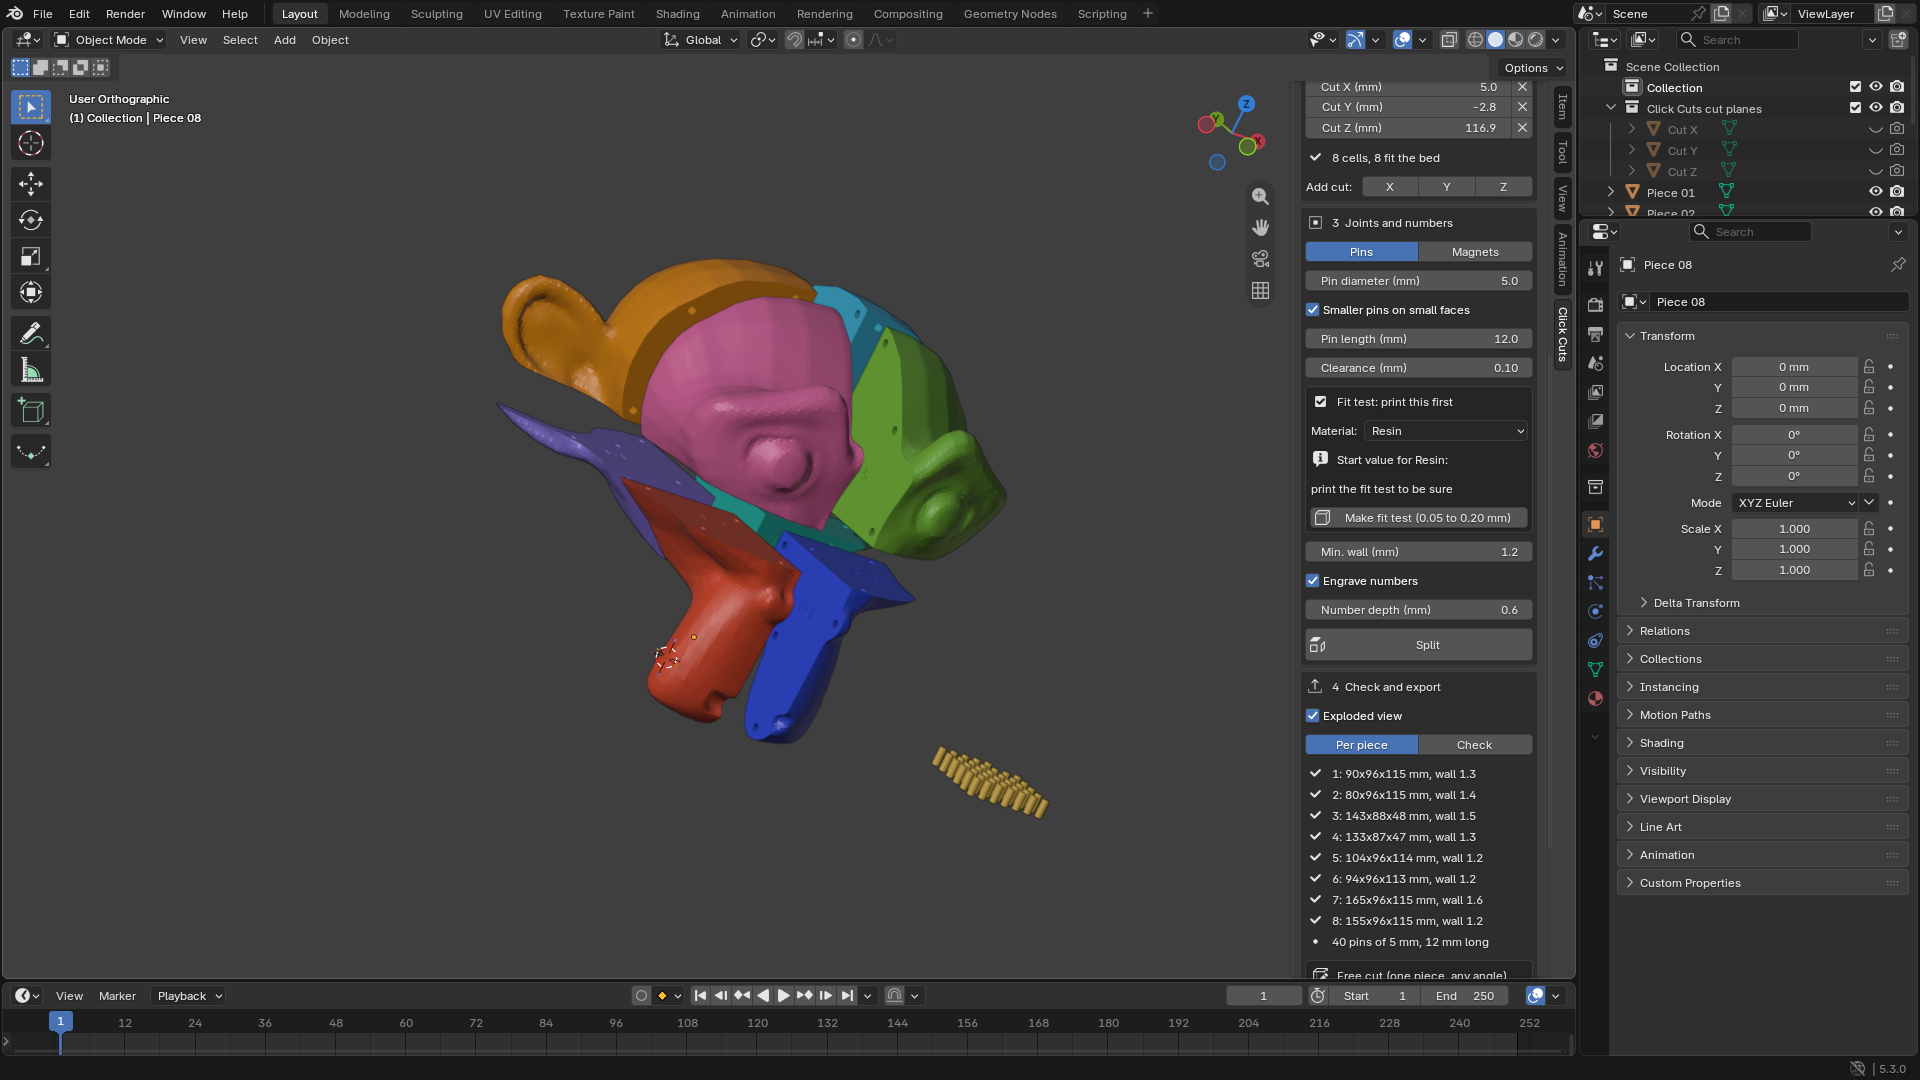 File Edit Render Window Help
Layout Modeling Sculpting UV Editing Texture Paint Shading Animation Rendering Compositing Geometry Nodes Scripting
Scene
ViewLayer
Object Mode View Select Add Object
Global
Options
User Orthographic
(1) Collection | Piece 08
Z
Y
X
Item
Tool
View
Animation
Click Cuts
Cut X (mm) 5.0
Cut Y (mm) -2.8
Cut Z (mm) 116.9
8 cells, 8 fit the bed
Add cut: X Y Z
3 Joints and numbers
Pins Magnets
Pin diameter (mm) 5.0
Smaller pins on small faces
Pin length (mm) 12.0
Clearance (mm) 0.10
Fit test: print this first
Material: Resin
Start value for Resin:
print the fit test to be sure
Make fit test (0.05 to 0.20 mm)
Min. wall (mm) 1.2
Engrave numbers
Number depth (mm) 0.6
Split
4 Check and export
Exploded view
Per piece Check
1: 90x96x115 mm, wall 1.3
2: 80x96x115 mm, wall 1.4
3: 143x88x48 mm, wall 1.5
4: 133x87x47 mm, wall 1.3
5: 104x96x114 mm, wall 1.2
6: 94x96x113 mm, wall 1.2
7: 165x96x115 mm, wall 1.6
8: 155x96x115 mm, wall 1.2
40 pins of 5 mm, 12 mm long
Free cut (one piece, any angle)
Search
Scene Collection
Collection
Click Cuts cut planes
Cut X
Cut Y
Cut Z
Piece 01
Piece 02
Search
Piece 08
Piece 08
Transform
Location X 0 mm
Y 0 mm
Z 0 mm
Rotation X 0°
Y 0°
Z 0°
Mode XYZ Euler
Scale X 1.000
Y 1.000
Z 1.000
Delta Transform
Relations
Collections
Instancing
Motion Paths
Shading
Visibility
Viewport Display
Line Art
Animation
Custom Properties
View Marker Playback
1 Start 1 End 250
1 12 24 36 48 60 72 84 96 108 120 132 144 156 168 180 192 204 216 228 240 252
5.3.0